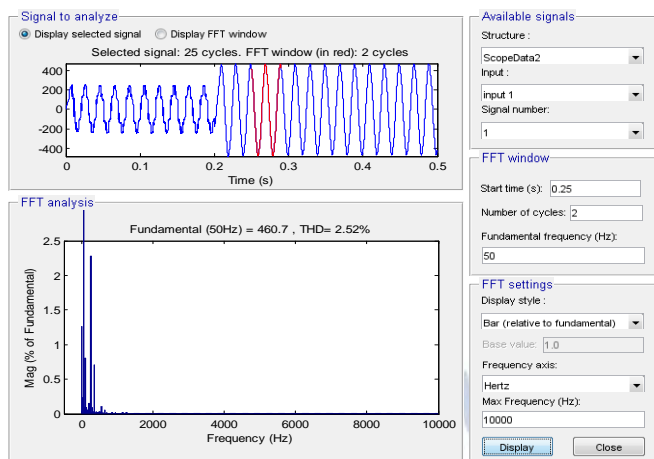 Signal to analyze
Display selected signal
Display FFT window
Selected signal: 25 cycles. FFT window (in red): 2 cycles
400
200
0
-200
-400
0 0.1 0.2 0.3 0.4 0.5
Time (s)
FFT analysis
Fundamental (50Hz) = 460.7 , THD= 2.52%
2.5
2
1.5
1
0.5
0
Mag (% of Fundamental)
0 2000 4000 6000 8000 10000
Frequency (Hz)
Available signals
Structure :
ScopeData2
Input :
input 1
Signal number:
1
FFT window
Start time (s): 0.25
Number of cycles: 2
Fundamental frequency (Hz):
50
FFT settings
Display style :
Bar (relative to fundamental)
Base value: 1.0
Frequency axis:
Hertz
Max Frequency (Hz):
10000
Display Close